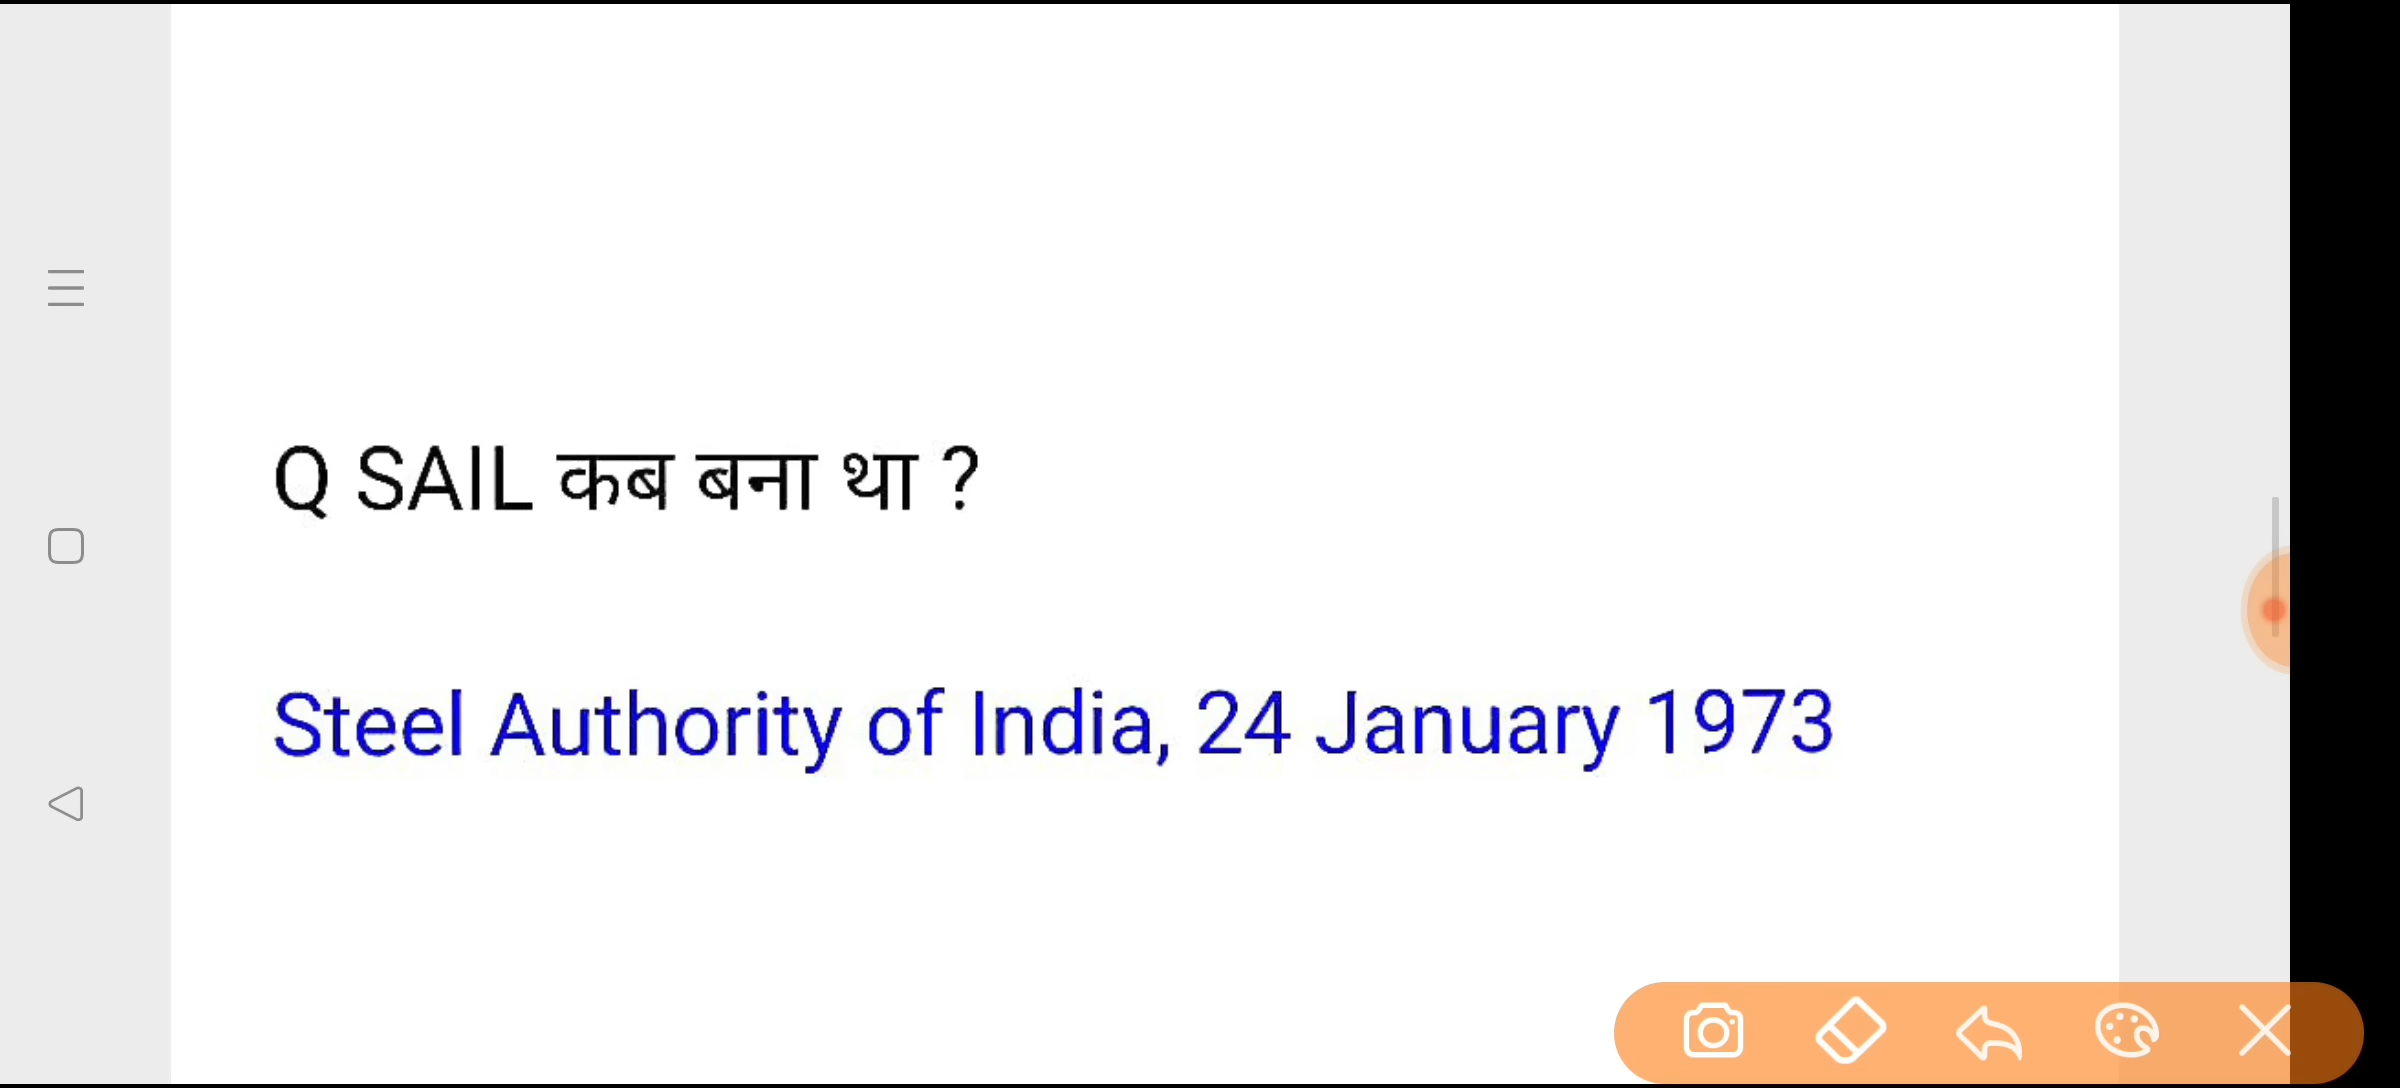 Q SAIL कब बना था ?
Steel Authority of India, 24 January 1973